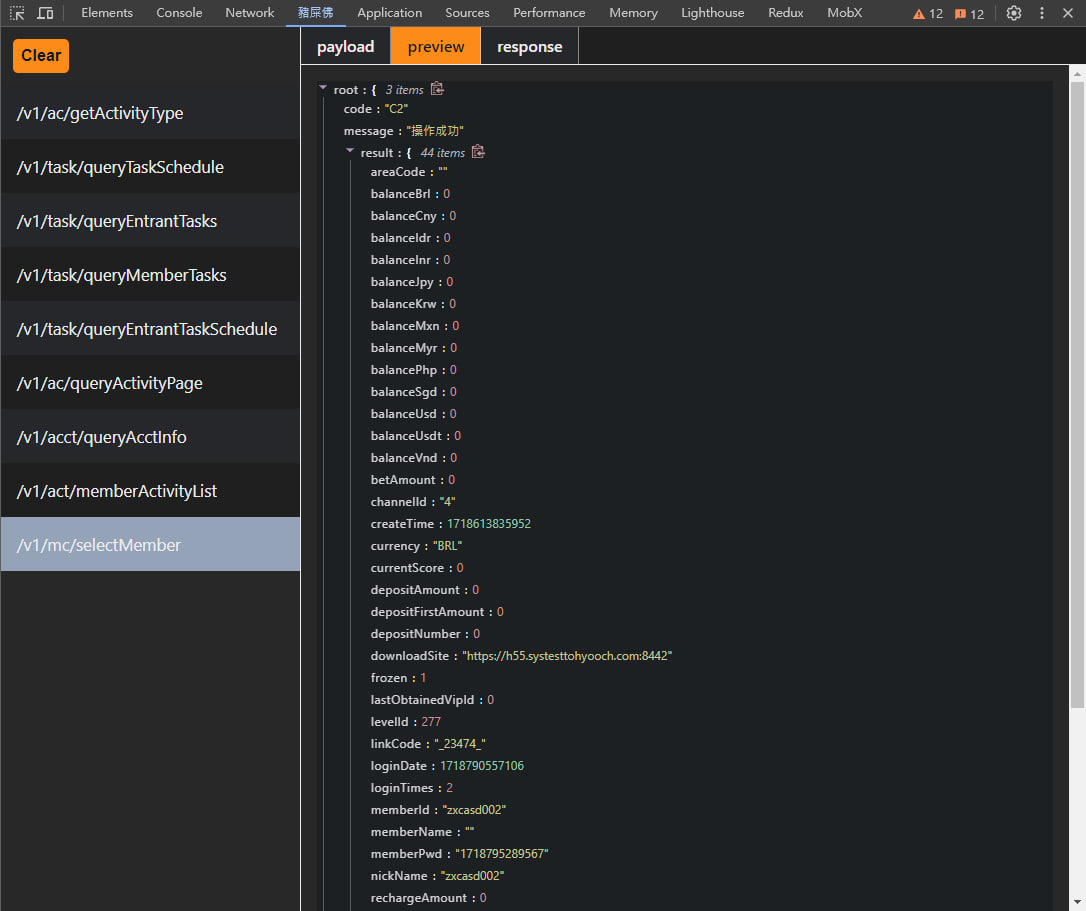 Elements Console Network 豬屎佛 Application Sources Performance Memory Lighthouse Redux MobX 12 12
Clear
/v1/ac/getActivityType
/v1/task/queryTaskSchedule
/v1/task/queryEntrantTasks
/v1/task/queryMemberTasks
/v1/task/queryEntrantTaskSchedule
/v1/ac/queryActivityPage
/v1/acct/queryAcctInfo
/v1/act/memberActivityList
/v1/mc/selectMember
payload preview response
root : { 3 items
code : "C2"
message : "操作成功"
result : { 44 items
areaCode : ""
balanceBrl : 0
balanceCny : 0
balanceIdr : 0
balanceInr : 0
balanceJpy : 0
balanceKrw : 0
balanceMxn : 0
balanceMyr : 0
balancePhp : 0
balanceSgd : 0
balanceUsd : 0
balanceUsdt : 0
balanceVnd : 0
betAmount : 0
channelId : "4"
createTime : 1718613835952
currency : "BRL"
currentScore : 0
depositAmount : 0
depositFirstAmount : 0
depositNumber : 0
downloadSite : "https://h55.systesttohyooch.com:8442"
frozen : 1
lastObtainedVipId : 0
levelId : 277
linkCode : "_23474_"
loginDate : 1718790557106
loginTimes : 2
memberId : "zxcasd002"
memberName : ""
memberPwd : "1718795289567"
nickName : "zxcasd002"
rechargeAmount : 0